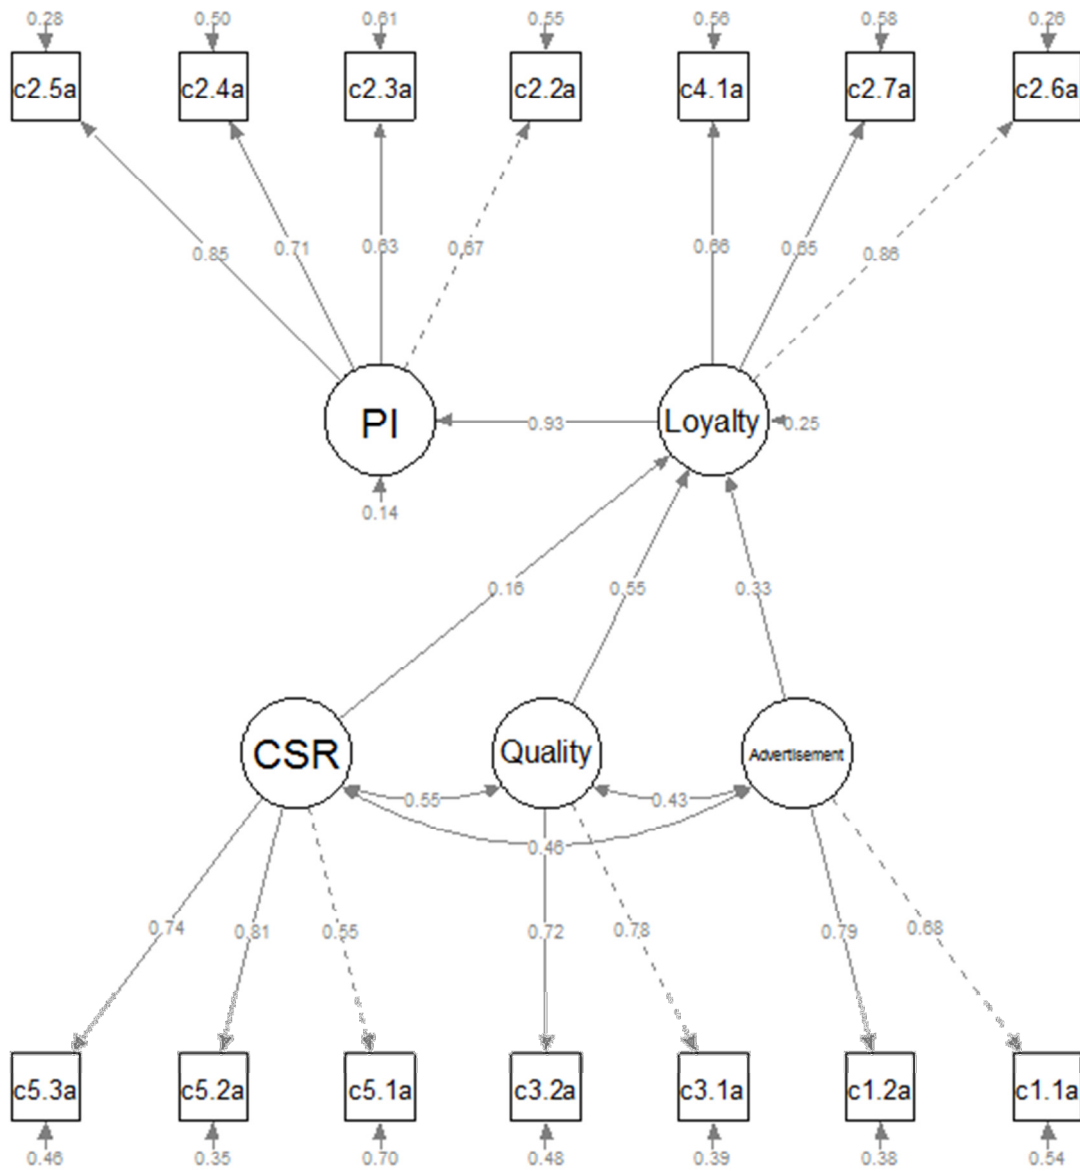 0.28 0.50 0.61 0.55 0.56 0.58 0.26
c2.5a c2.4a c2.3a c2.2a c4.1a c2.7a c2.6a
0.85 0.71 0.63 0.67 0.66 0.65 0.86
PI 0.93 Loyalty 0.25
0.14
0.16 0.55 0.33
CSR Quality Advertisement
0.55 0.43
0.46
0.74 0.81 0.55 0.72 0.78 0.79 0.68
c5.3a c5.2a c5.1a c3.2a c3.1a c1.2a c1.1a
0.46 0.35 0.70 0.48 0.39 0.38 0.54